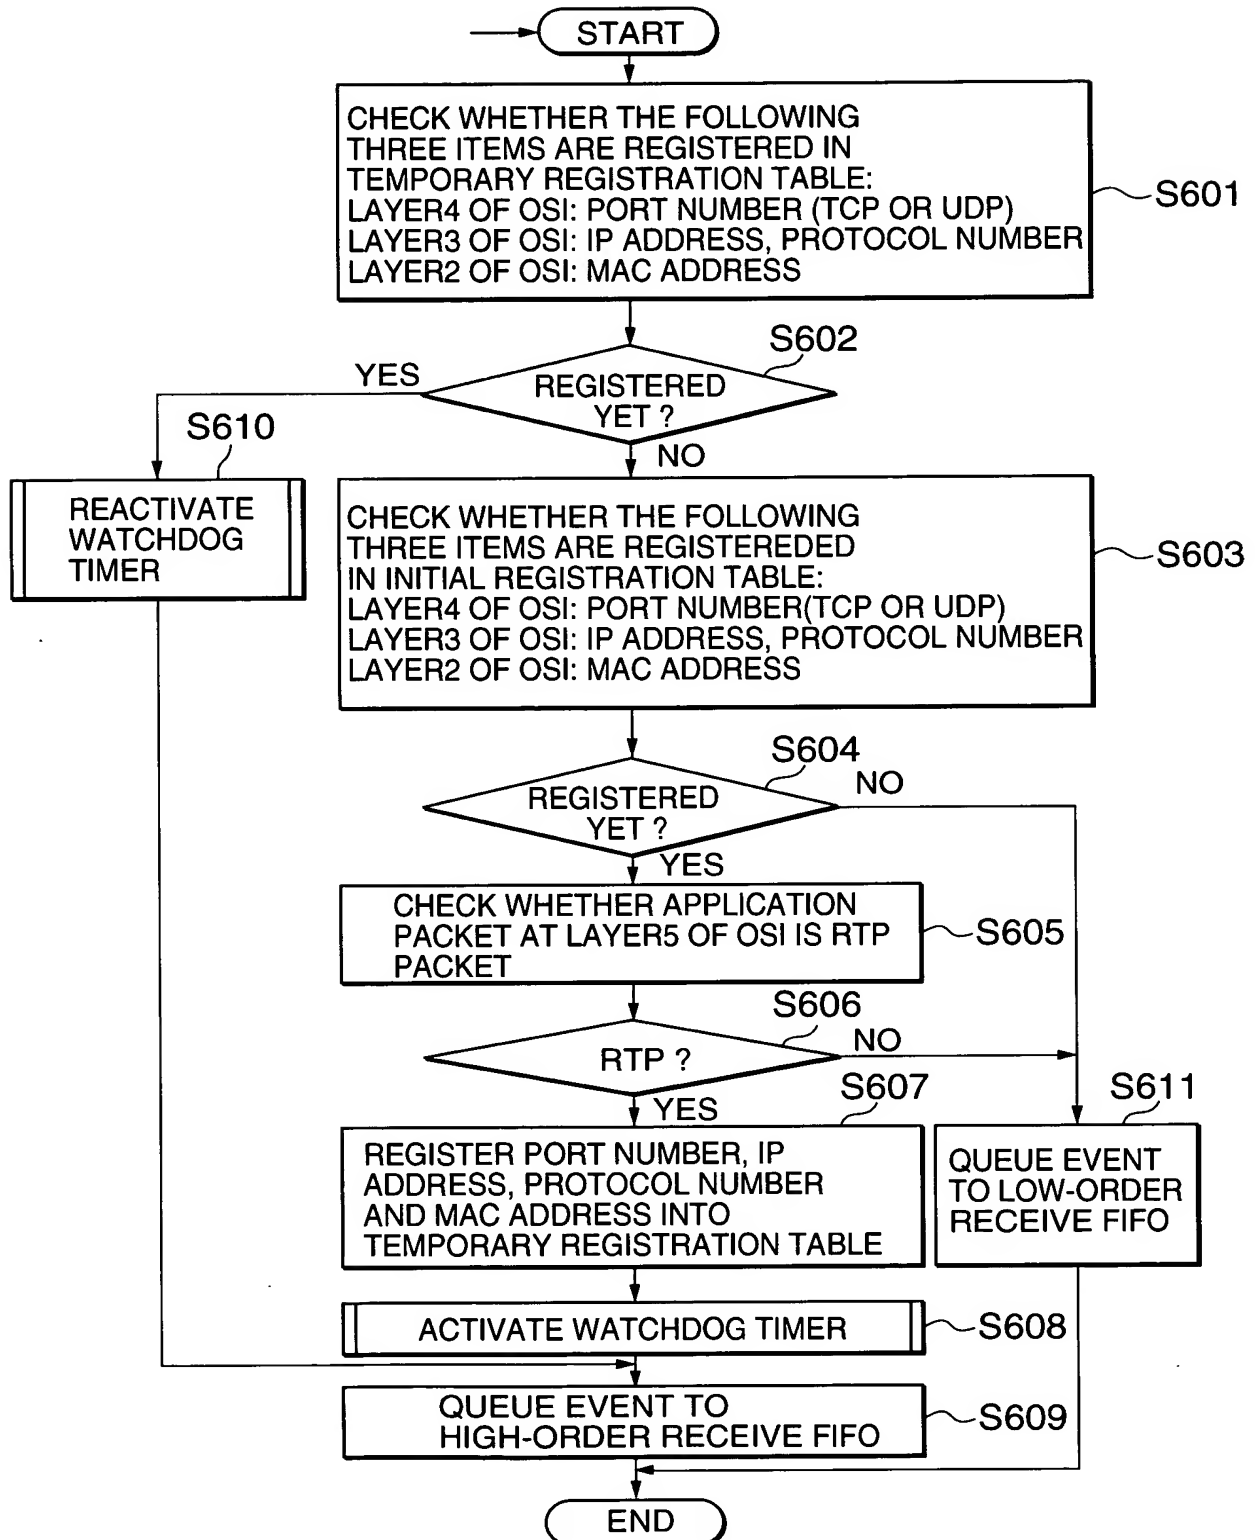 START
CHECK WHETHER THE FOLLOWING
THREE ITEMS ARE REGISTERED IN
TEMPORARY REGISTRATION TABLE:
LAYER4 OF OSI: PORT NUMBER (TCP OR UDP)
LAYER3 OF OSI: IP ADDRESS, PROTOCOL NUMBER
LAYER2 OF OSI: MAC ADDRESS
S601
S602
YES
REGISTERED
YET ?
S610
NO
REACTIVATE
WATCHDOG
TIMER
CHECK WHETHER THE FOLLOWING
THREE ITEMS ARE REGISTEREDED
IN INITIAL REGISTRATION TABLE:
LAYER4 OF OSI: PORT NUMBER(TCP OR UDP)
LAYER3 OF OSI: IP ADDRESS, PROTOCOL NUMBER
LAYER2 OF OSI: MAC ADDRESS
S603
S604
NO
REGISTERED
YET ?
YES
CHECK WHETHER APPLICATION
PACKET AT LAYER5 OF OSI IS RTP
PACKET
S605
S606
RTP ?
NO
YES
S607
S611
REGISTER PORT NUMBER, IP
ADDRESS, PROTOCOL NUMBER
AND MAC ADDRESS INTO
TEMPORARY REGISTRATION TABLE
QUEUE EVENT
TO LOW-ORDER
RECEIVE FIFO
ACTIVATE WATCHDOG TIMER
S608
QUEUE EVENT TO
HIGH-ORDER RECEIVE FIFO
S609
END